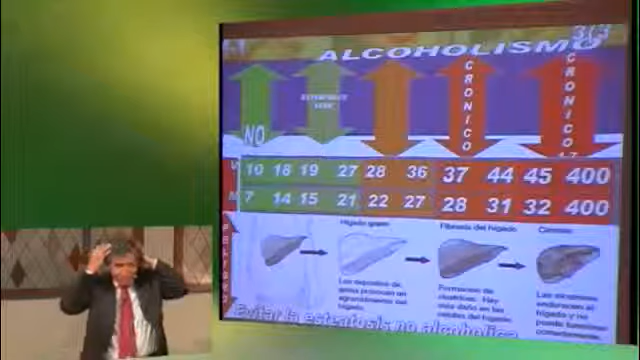 ALCOHOLISMO
NO
CRONICO
CRONICO
10 18 19 27 28 36 37 44 45 400
M 7 14 15 21 22 27 28 31 32 400
Hígado graso
Fibrosis del hígado
Cirrosis
Los depósitos de
grasa provocan un
agrandamiento del
hígado
Formación de
cicatrices. Hay
más daño en las
células del hígado
Las cicatrices
endurecen el
hígado y no
puede funcionar
correctamente
Evitar la esteatosis no alcoholica